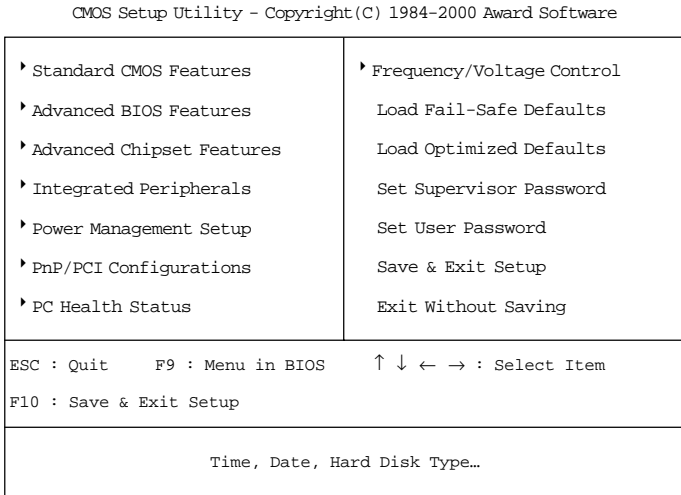 CMOS Setup Utility - Copyright(C) 1984-2000 Award Software
Standard CMOS Features
Advanced BIOS Features
Advanced Chipset Features
Integrated Peripherals
Power Management Setup
PnP/PCI Configurations
PC Health Status
Frequency/Voltage Control
Load Fail-Safe Defaults
Load Optimized Defaults
Set Supervisor Password
Set User Password
Save & Exit Setup
Exit Without Saving
ESC : Quit F9 : Menu in BIOS ↑ ↓ ← → : Select Item
F10 : Save & Exit Setup
Time, Date, Hard Disk Type…